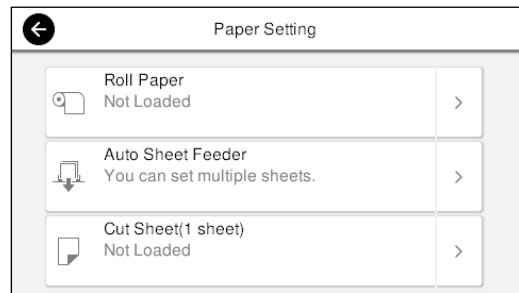 Paper Setting
Roll Paper
Not Loaded
Auto Sheet Feeder
You can set multiple sheets.
Cut Sheet(1 sheet)
Not Loaded